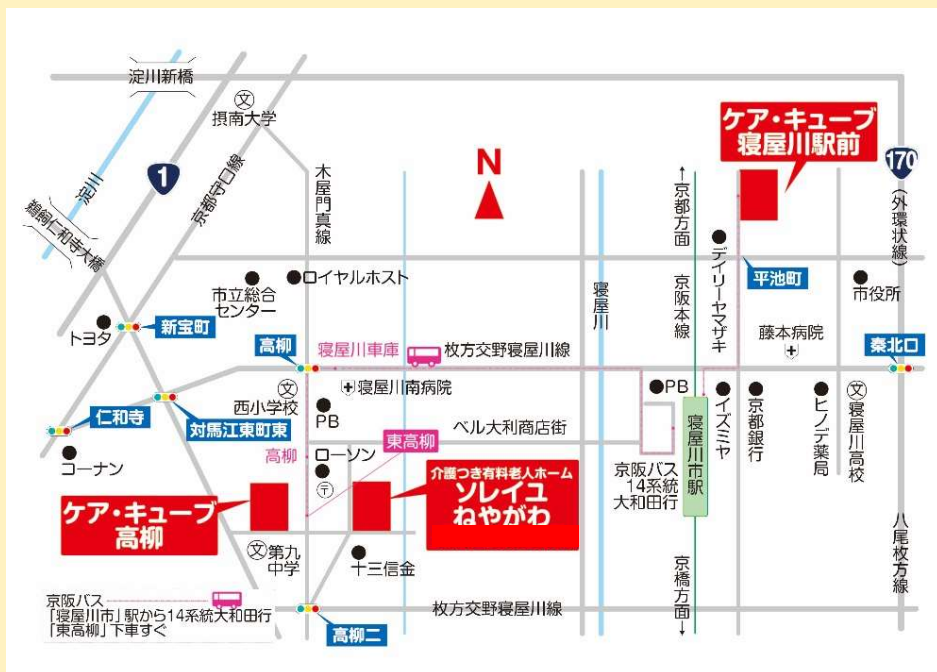 淀川新橋
摂南大学
文
ケア・キューブ
寝屋川駅前
1
N
170
(外環状線)
淀川
京都守口線
木屋門真線
←京都方面
鵜飼仁和寺大橋
ロイヤルホスト
市立総合
センター
寝屋川
京阪本線
デイリーヤマザキ
平池町
市役所
トヨタ
新宝町
高柳
寝屋川車庫
枚方交野寝屋川線
藤本病院
秦北口
文
西小学校
寝屋川南病院
PB
イズミヤ
京都銀行
ヒノデ薬局
文
寝屋川高校
仁和寺
対馬江東町東
PB
ベル大利商店街
寝屋川市駅
コーナン
高柳
ローソン
東高柳
京阪バス
14系統
大和田行
〒
介護つき有料老人ホーム
ソレイユ
ねやがわ
ケア・キューブ
高柳
文
第九
中学
十三信金
八尾枚方線
京橋方面→
京阪バス
「寝屋川市」駅から14系統大和田行
「東高柳」下車すぐ
高柳二
枚方交野寝屋川線